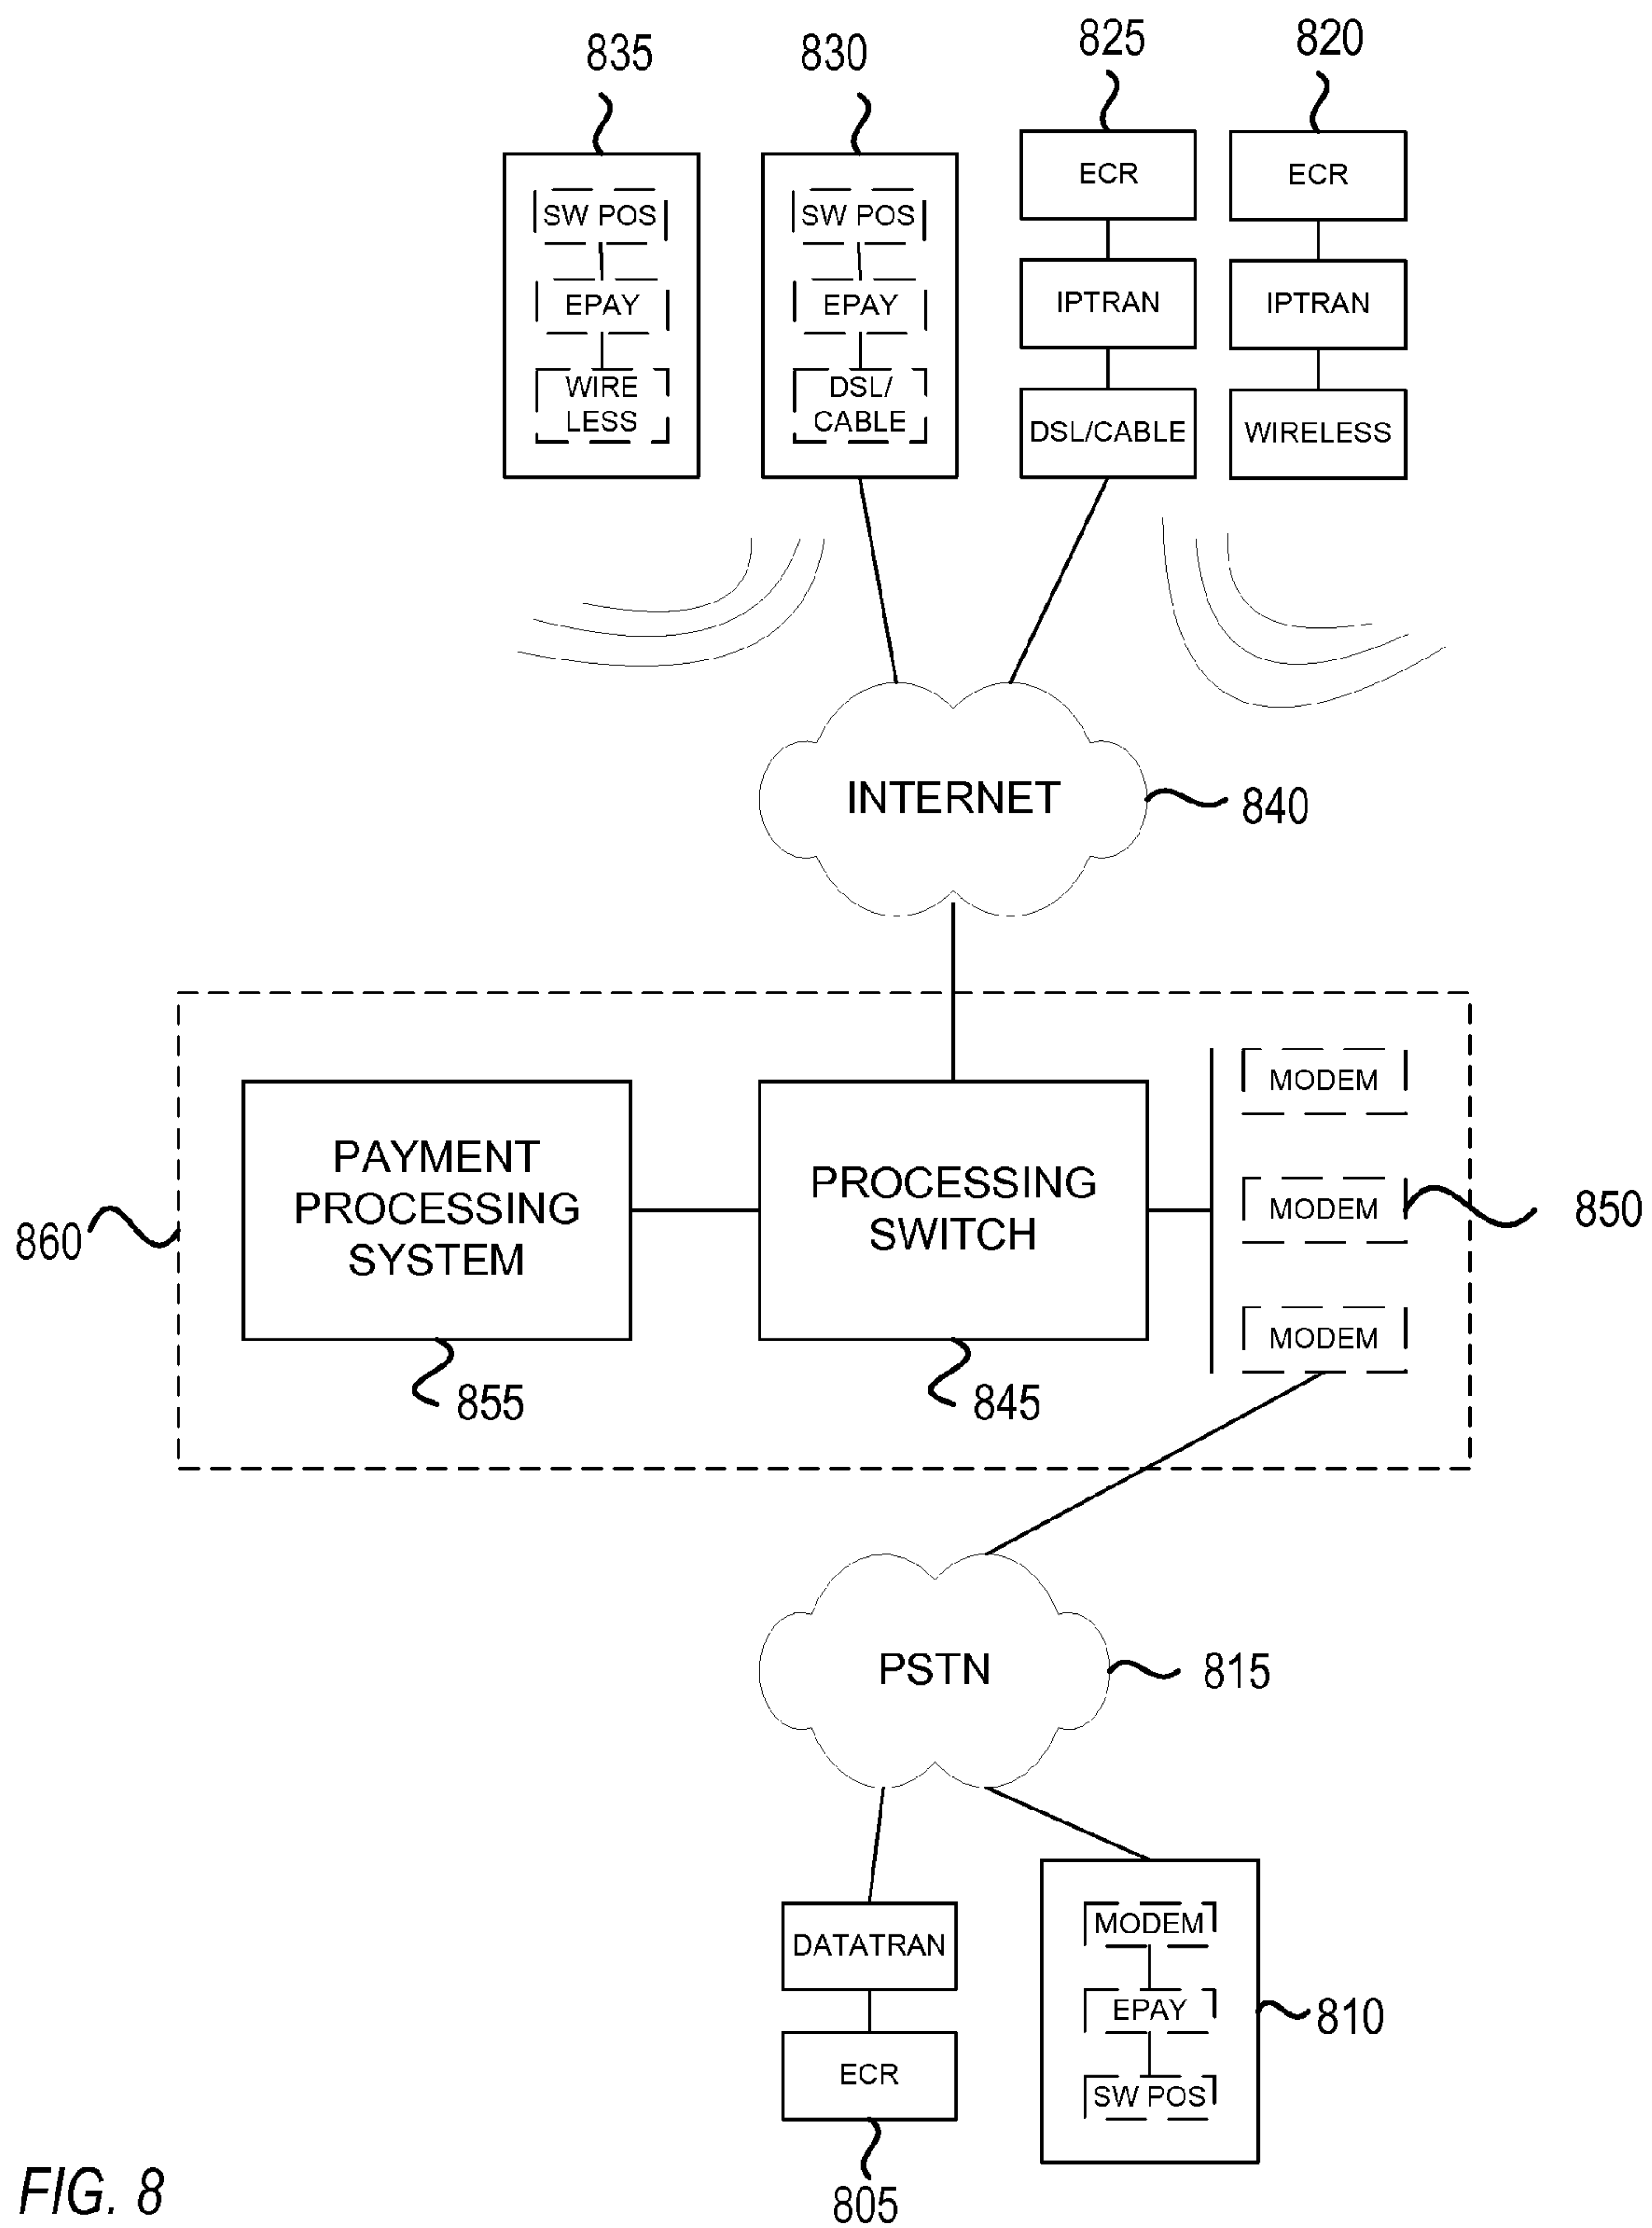 835
830
825
820
SW POS
EPAY
WIRE
LESS
SW POS
EPAY
DSL/
CABLE
ECR
IPTRAN
DSL/CABLE
ECR
IPTRAN
WIRELESS
INTERNET
840
PAYMENT
PROCESSING
SYSTEM
PROCESSING
SWITCH
MODEM
MODEM
MODEM
850
860
855
845
PSTN
815
DATATRAN
ECR
805
MODEM
EPAY
SW POS
810
FIG. 8